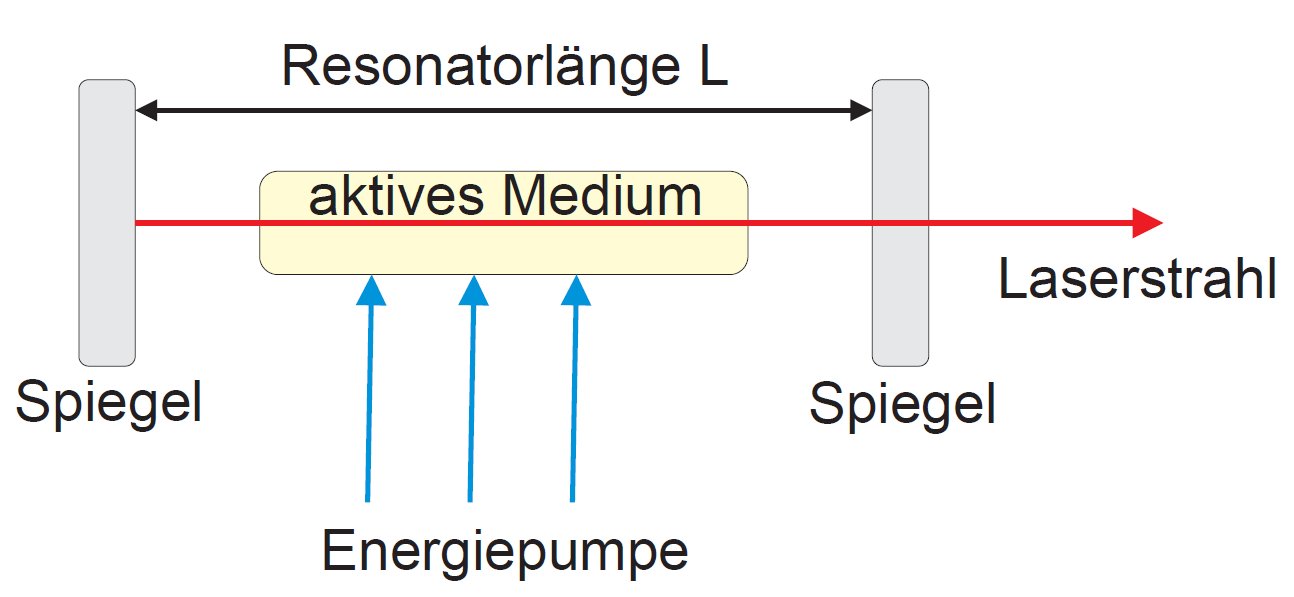 Resonatorlänge L
aktives Medium
Laserstrahl
Spiegel
Spiegel
Energiepumpe